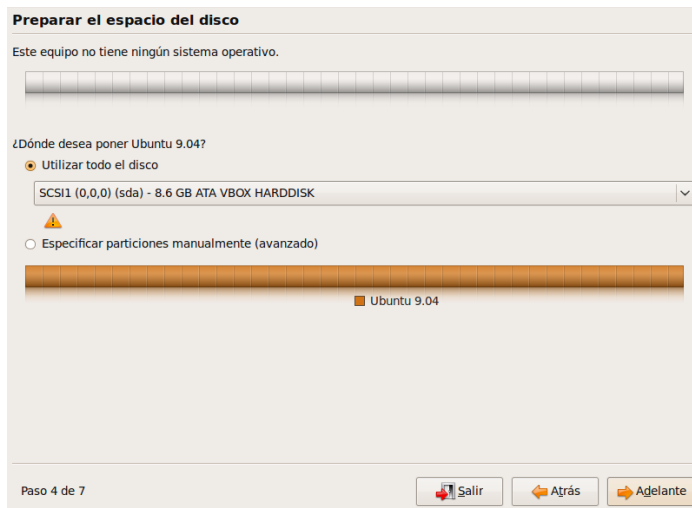 Preparar el espacio del disco
Este equipo no tiene ningún sistema operativo.
¿Dónde desea poner Ubuntu 9.04?
Utilizar todo el disco
SCSI1 (0,0,0) (sda) - 8.6 GB ATA VBOX HARDDISK
Especificar particiones manualmente (avanzado)
Ubuntu 9.04
Paso 4 de 7
Salir
Atrás
Adelante